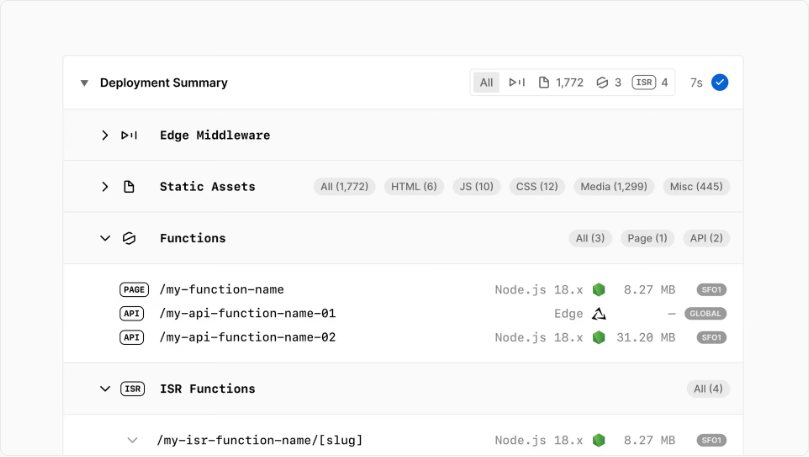 Deployment Summary All 1,772 3 ISR 4 7s
Edge Middleware
Static Assets All (1,772) HTML (6) JS (10) CSS (12) Media (1,299) Misc (445)
Functions All (3) Page (1) API (2)
PAGE /my-function-name Node.js 18.x 8.27 MB SFO1
API /my-api-function-name-01 Edge — GLOBAL
API /my-api-function-name-02 Node.js 18.x 31.20 MB SFO1
ISR ISR Functions All (4)
/my-isr-function-name/[slug] Node.js 18.x 8.27 MB SFO1